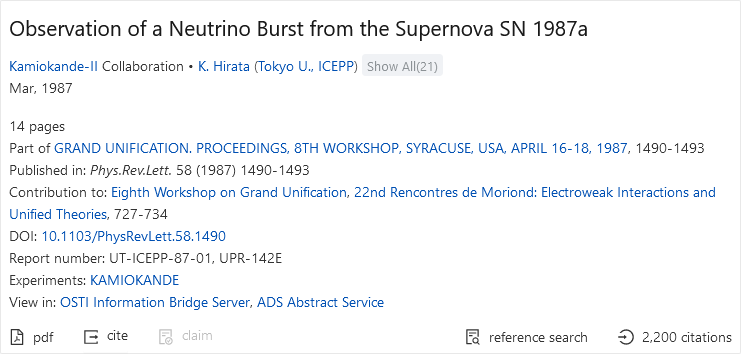 Observation of a Neutrino Burst from the Supernova SN 1987a
Kamiokande-II Collaboration • K. Hirata (Tokyo U., ICEPP) Show All(21)
Mar, 1987
14 pages
Part of GRAND UNIFICATION. PROCEEDINGS, 8TH WORKSHOP, SYRACUSE, USA, APRIL 16-18, 1987, 1490-1493
Published in: Phys.Rev.Lett. 58 (1987) 1490-1493
Contribution to: Eighth Workshop on Grand Unification, 22nd Rencontres de Moriond: Electroweak Interactions and
Unified Theories, 727-734
DOI: 10.1103/PhysRevLett.58.1490
Report number: UT-ICEPP-87-01, UPR-142E
Experiments: KAMIOKANDE
View in: OSTI Information Bridge Server, ADS Abstract Service
pdf cite claim reference search 2,200 citations